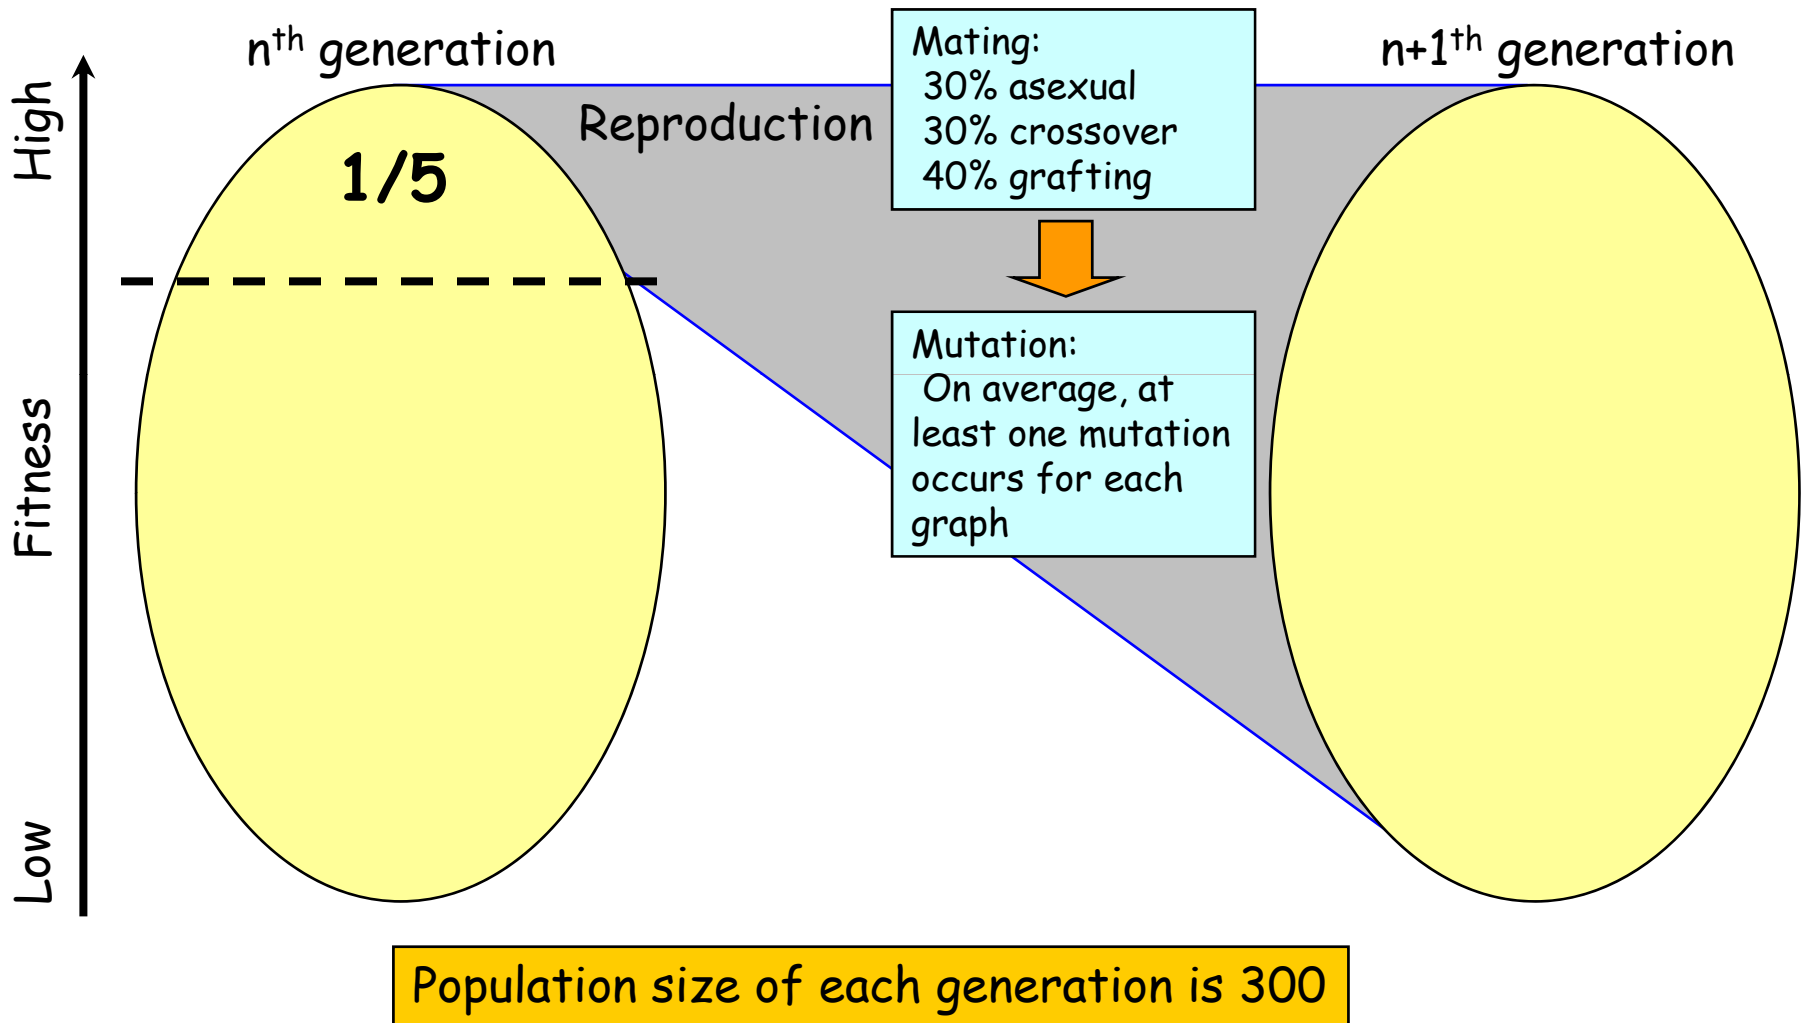 nth generation
n+1th generation
High
Fitness
Low
1/5
Reproduction
Mating:
30% asexual
30% crossover
40% grafting
Mutation:
On average, at
least one mutation
occurs for each
graph
Population size of each generation is 300